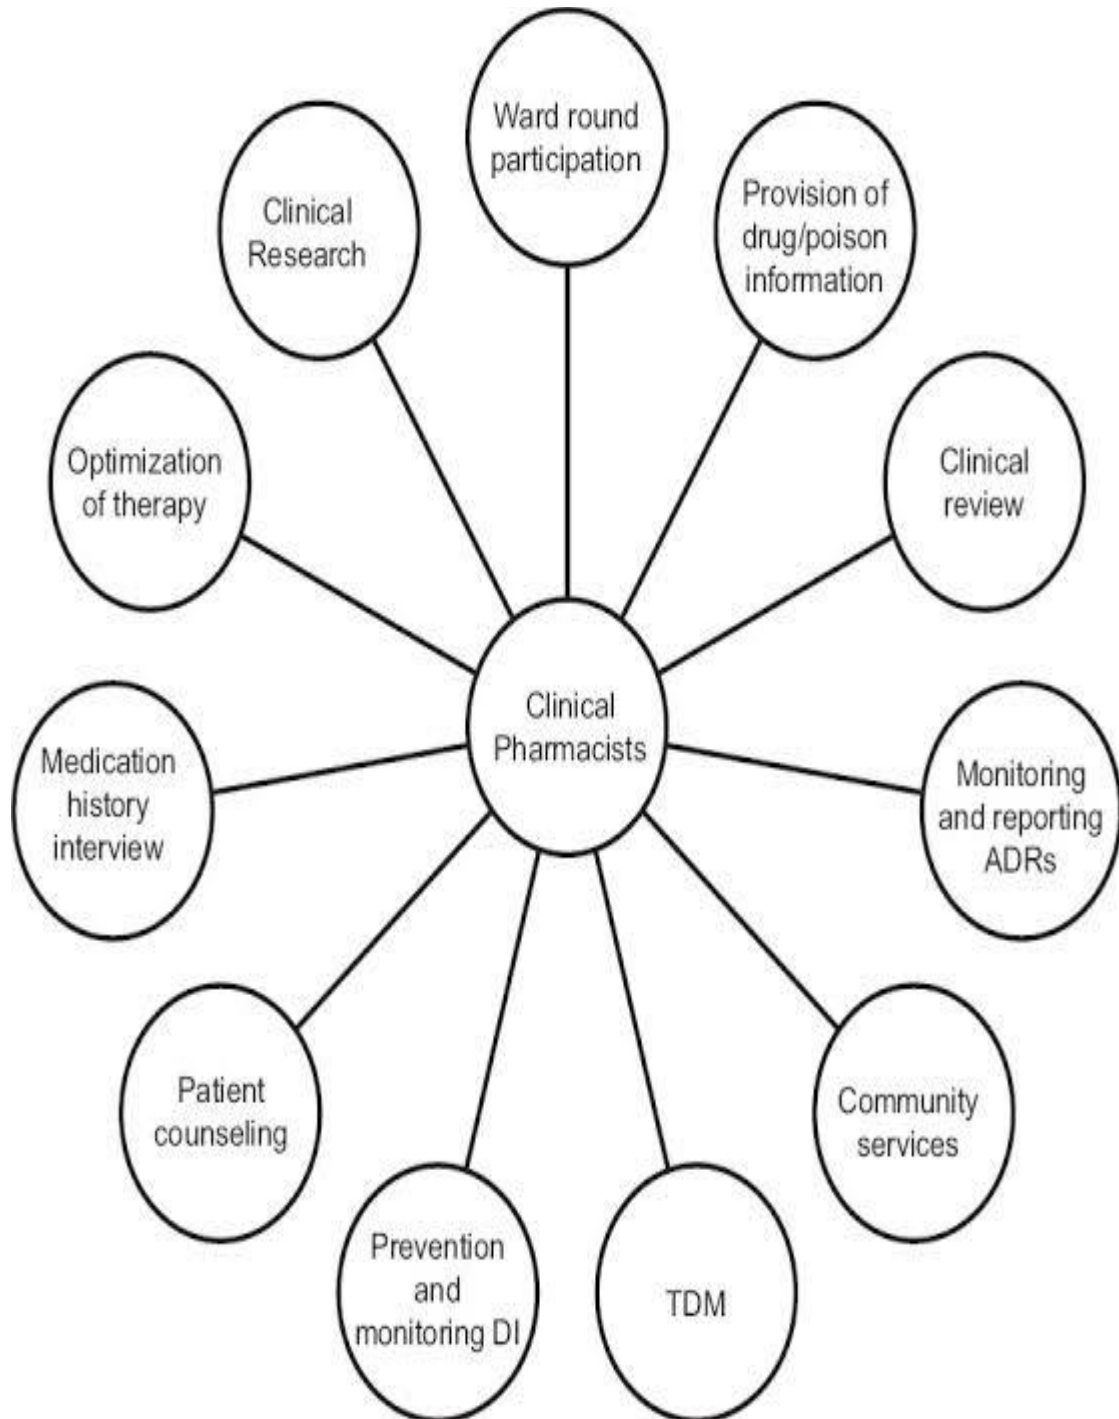 Ward round
participation
Provision of
drug/poison
information
Clinical
review
Monitoring
and reporting
ADRs
Community
services
TDM
Prevention
and
monitoring DI
Patient
counseling
Medication
history
interview
Optimization
of therapy
Clinical
Research
Clinical
Pharmacists